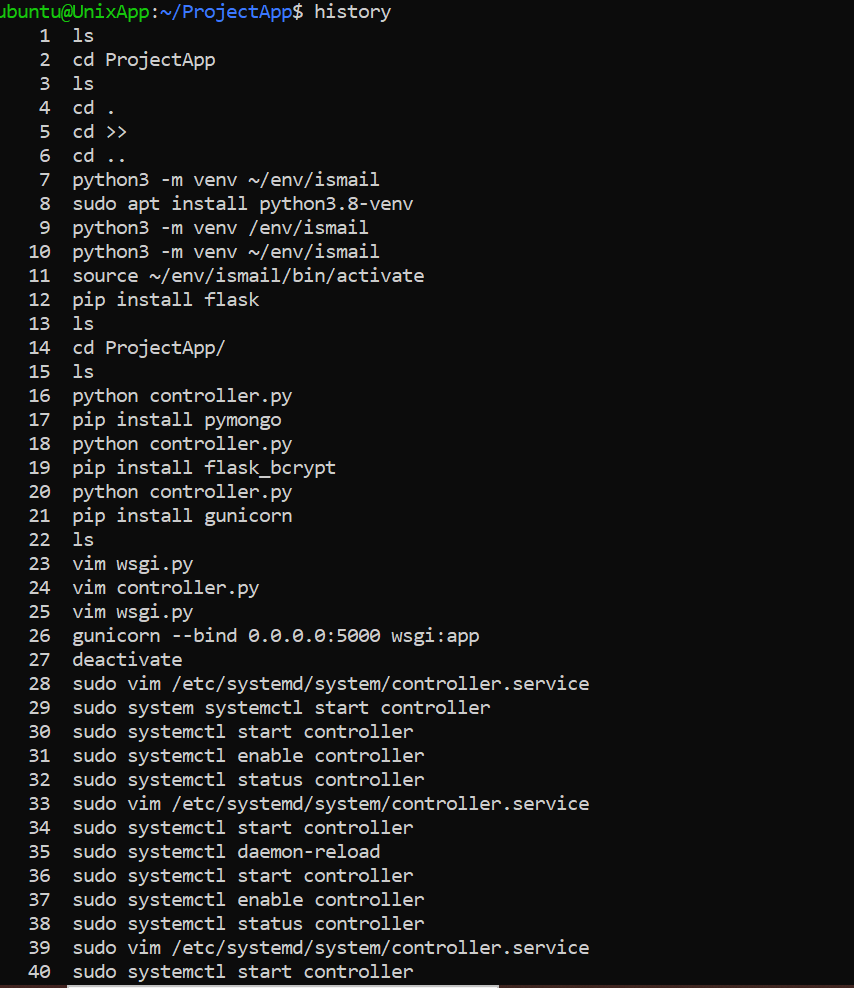 ubuntu@UnixApp:~/ProjectApp$ history
1 ls
2 cd ProjectApp
3 ls
4 cd .
5 cd >>
6 cd ..
7 python3 -m venv ~/env/ismail
8 sudo apt install python3.8-venv
9 python3 -m venv /env/ismail
10 python3 -m venv ~/env/ismail
11 source ~/env/ismail/bin/activate
12 pip install flask
13 ls
14 cd ProjectApp/
15 ls
16 python controller.py
17 pip install pymongo
18 python controller.py
19 pip install flask_bcrypt
20 python controller.py
21 pip install gunicorn
22 ls
23 vim wsgi.py
24 vim controller.py
25 vim wsgi.py
26 gunicorn --bind 0.0.0.0:5000 wsgi:app
27 deactivate
28 sudo vim /etc/systemd/system/controller.service
29 sudo system systemctl start controller
30 sudo systemctl start controller
31 sudo systemctl enable controller
32 sudo systemctl status controller
33 sudo vim /etc/systemd/system/controller.service
34 sudo systemctl start controller
35 sudo systemctl daemon-reload
36 sudo systemctl start controller
37 sudo systemctl enable controller
38 sudo systemctl status controller
39 sudo vim /etc/systemd/system/controller.service
40 sudo systemctl start controller